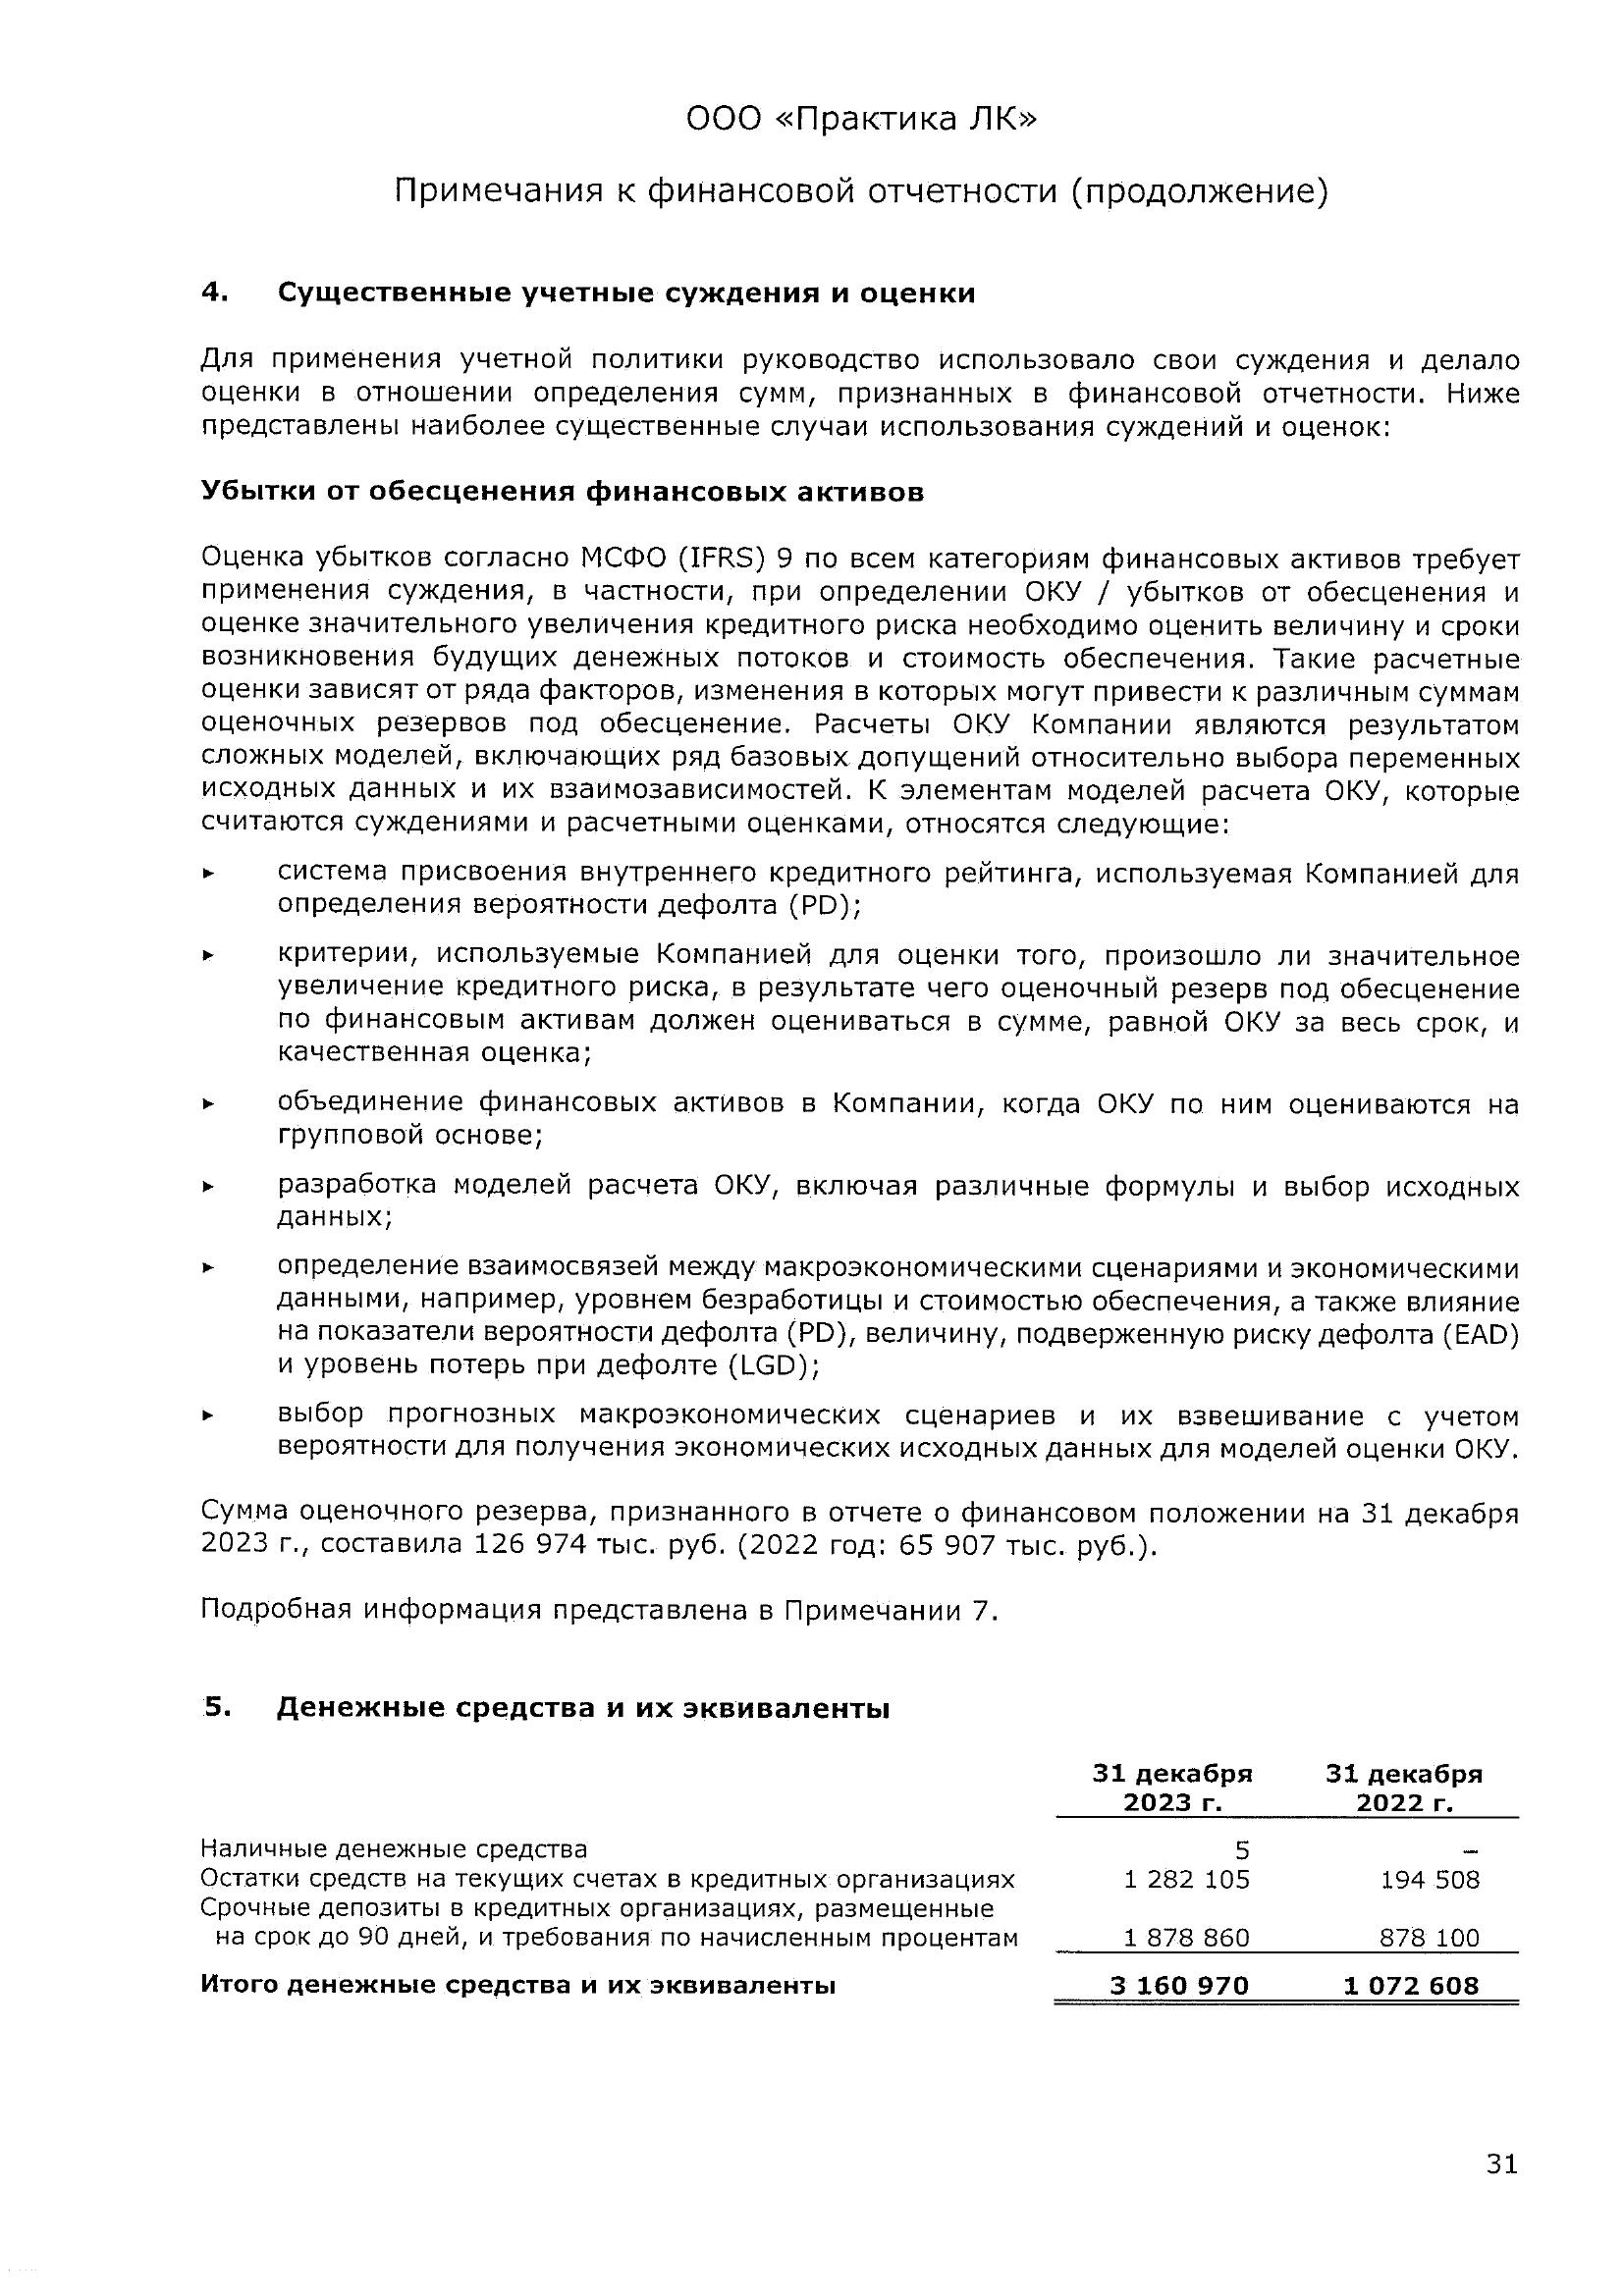 ООО «Практика ЛК»
Примечания к финансовой отчетности (продолжение)
4. Существенные учетные суждения и оценки
Для применения учетной политики руководство использовало свои суждения и делало
оценки в отношении определения сумм, признанных в финансовой отчетности. Ниже
представлены наиболее существенные случаи использования суждений и оценок:
Убытки от обесценения финансовых активов
Оценка убытков согласно МСФО (IFRS) 9 по всем категориям финансовых активов требует
применения суждения, в частности, при определении ОКУ / убытков от обесценения и
оценке значительного увеличения кредитного риска необходимо оценить величину и сроки
возникновения будущих денежных потоков и стоимость обеспечения. Такие расчетные
оценки зависят от ряда факторов, изменения в которых могут привести к различным суммам
оценочных резервов под обесценение. Расчеты ОКУ Компании являются результатом
сложных моделей, включающих ряд базовых допущений относительно выбора переменных
исходных данных и их взаимозависимостей. К элементам моделей расчета ОКУ, которые
считаются суждениями и расчетными оценками, относятся следующие:
► система присвоения внутреннего кредитного рейтинга, используемая Компанией для
определения вероятности дефолта (PD);
► критерии, используемые Компанией для оценки того, произошло ли значительное
увеличение кредитного риска, в результате чего оценочный резерв под обесценение
по финансовым активам должен оцениваться в сумме, равной ОКУ за весь срок, и
качественная оценка;
► объединение финансовых активов в Компании, когда ОКУ по ним оцениваются на
групповой основе;
► разработка моделей расчета ОКУ, включая различные формулы и выбор исходных
данных;
► определение взаимосвязей между макроэкономическими сценариями и экономическими
данными, например, уровнем безработицы и стоимостью обеспечения, а также влияние
на показатели вероятности дефолта (PD), величину, подверженную риску дефолта (EAD)
и уровень потерь при дефолте (LGD);
► выбор прогнозных макроэкономических сценариев и их взвешивание с учетом
вероятности для получения экономических исходных данных для моделей оценки ОКУ.
Сумма оценочного резерва, признанного в отчете о финансовом положении на 31 декабря
2023 г., составила 126 974 тыс. руб. (2022 год: 65 907 тыс. руб.).
Подробная информация представлена в Примечании 7.
5. Денежные средства и их эквиваленты
31 декабря 31 декабря
2023 г. 2022 г.
Наличные денежные средства 5 –
Остатки средств на текущих счетах в кредитных организациях 1 282 105 194 508
Срочные депозиты в кредитных организациях, размещенные
на срок до 90 дней, и требования по начисленным процентам 1 878 860 878 100
Итого денежные средства и их эквиваленты 3 160 970 1 072 608
31